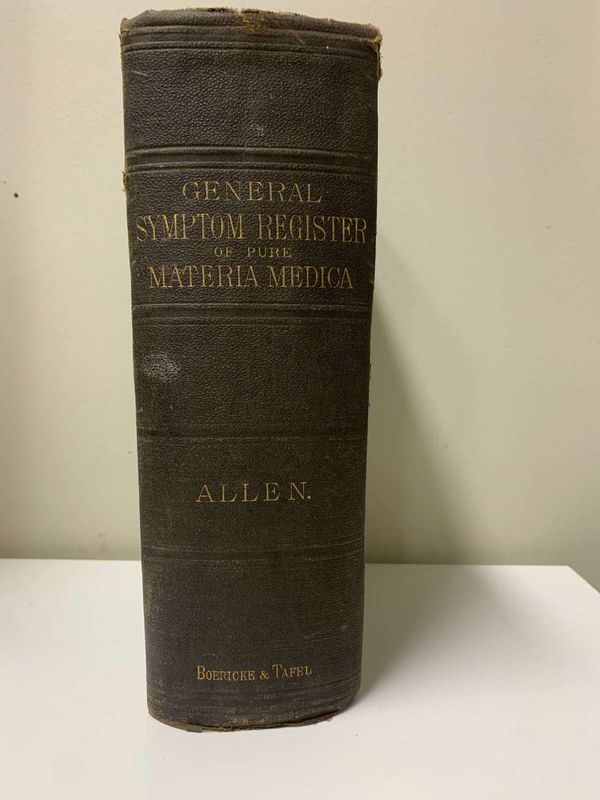 GENERAL
SYMPTOM REGISTER
OF PURE
MATERIA MEDICA
ALLEN.
BOERICKE & TAFEL